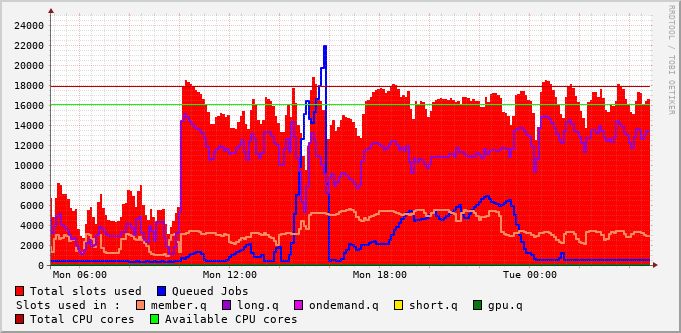 24000
22000
20000
18000
16000
14000
12000
10000
8000
6000
4000
2000
0
Mon 06:00 Mon 12:00 Mon 18:00 Tue 00:00
Total slots used Queued Jobs
Slots used in : member.q long.q ondemand.q short.q gpu.q
Total CPU cores Available CPU cores
RRDTOOL / TOBI OETIKER